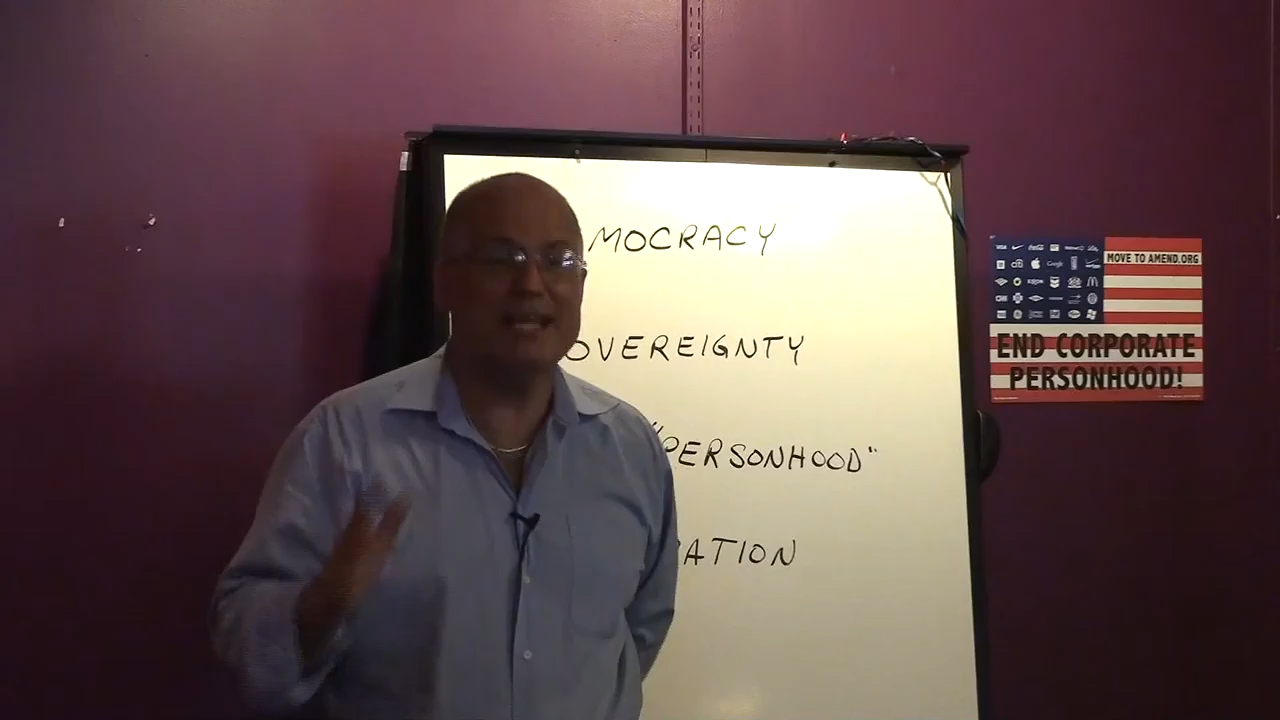 MOCRACY
OVEREIGNTY
"PERSONHOOD"
ATION
MOVE TO AMEND.ORG
END CORPORATE
PERSONHOOD!